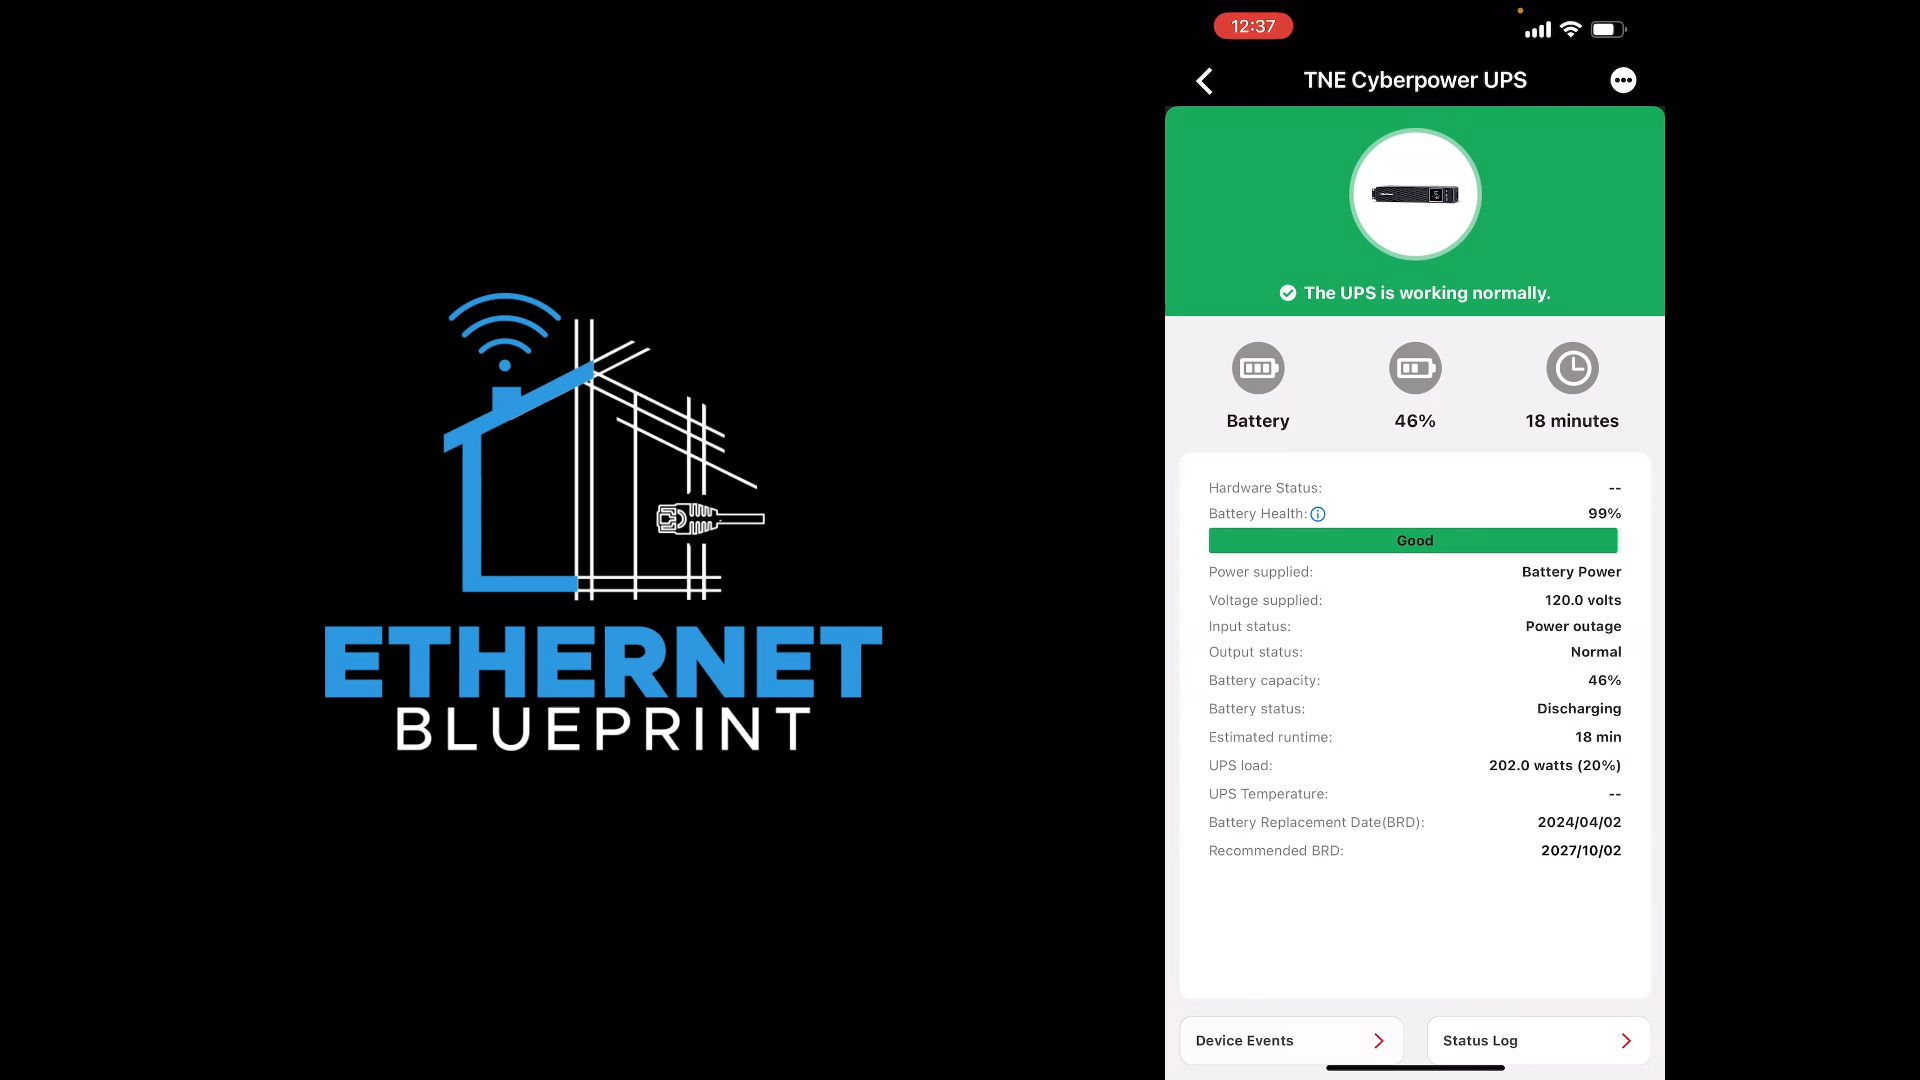 ETHERNET
BLUEPRINT
12:37
TNE Cyberpower UPS
The UPS is working normally.
Battery
46%
18 minutes
Hardware Status: --
Battery Health: 99%
Good
Power supplied: Battery Power
Voltage supplied: 120.0 volts
Input status: Power outage
Output status: Normal
Battery capacity: 46%
Battery status: Discharging
Estimated runtime: 18 min
UPS load: 202.0 watts (20%)
UPS Temperature: --
Battery Replacement Date(BRD): 2024/04/02
Recommended BRD: 2027/10/02
Device Events
Status Log